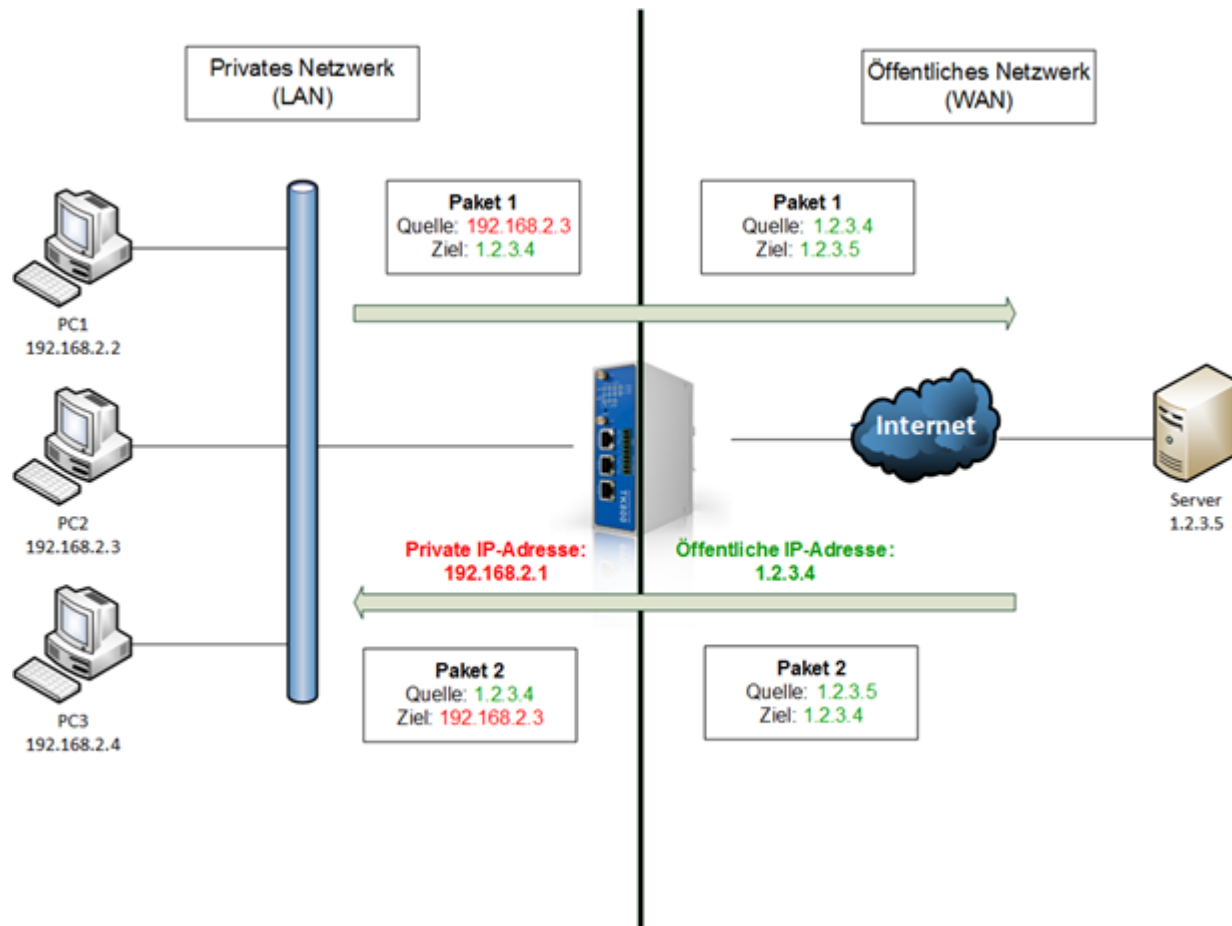 Privates Netzwerk
(LAN)
Öffentliches Netzwerk
(WAN)
Paket 1
Quelle: 192.168.2.3
Ziel: 1.2.3.4
Paket 1
Quelle: 1.2.3.4
Ziel: 1.2.3.5
PC1
192.168.2.2
PC2
192.168.2.3
PC3
192.168.2.4
TK800
Internet
Server
1.2.3.5
Private IP-Adresse:
192.168.2.1
Öffentliche IP-Adresse:
1.2.3.4
Paket 2
Quelle: 1.2.3.4
Ziel: 192.168.2.3
Paket 2
Quelle: 1.2.3.5
Ziel: 1.2.3.4